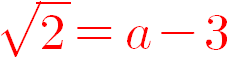 √2 = a − 3